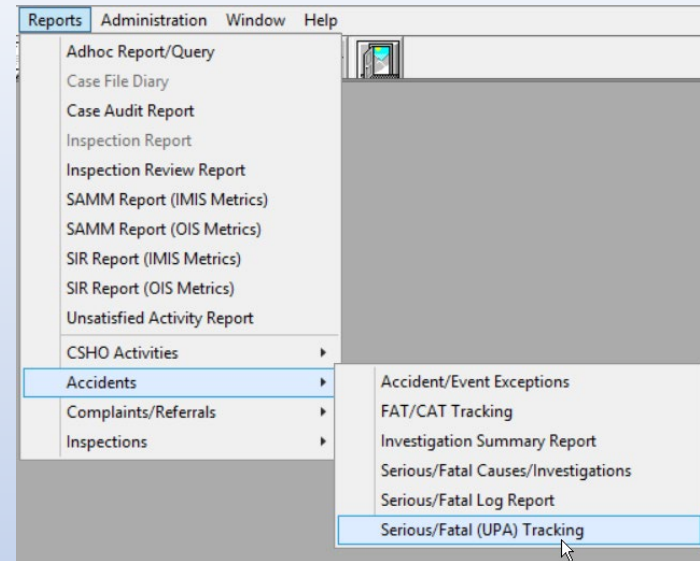 Reports Administration Window Help
Adhoc Report/Query
Case File Diary
Case Audit Report
Inspection Report
Inspection Review Report
SAMM Report (IMIS Metrics)
SAMM Report (OIS Metrics)
SIR Report (IMIS Metrics)
SIR Report (OIS Metrics)
Unsatisfied Activity Report
CSHO Activities
Accidents
Complaints/Referrals
Inspections
Accident/Event Exceptions
FAT/CAT Tracking
Investigation Summary Report
Serious/Fatal Causes/Investigations
Serious/Fatal Log Report
Serious/Fatal (UPA) Tracking